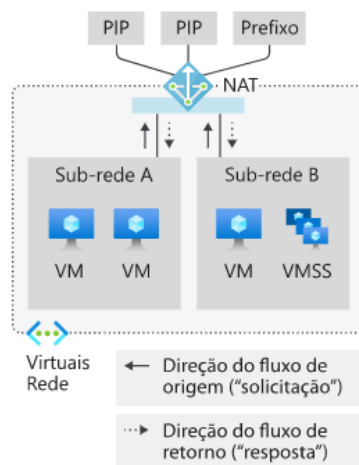 PIP
PIP
Prefixo
NAT
Sub-rede A
Sub-rede B
VM
VM
VM
VMSS
Virtuais
Rede
Direção do fluxo de
origem (“solicitação”)
Direção do fluxo de
retorno (“resposta”)